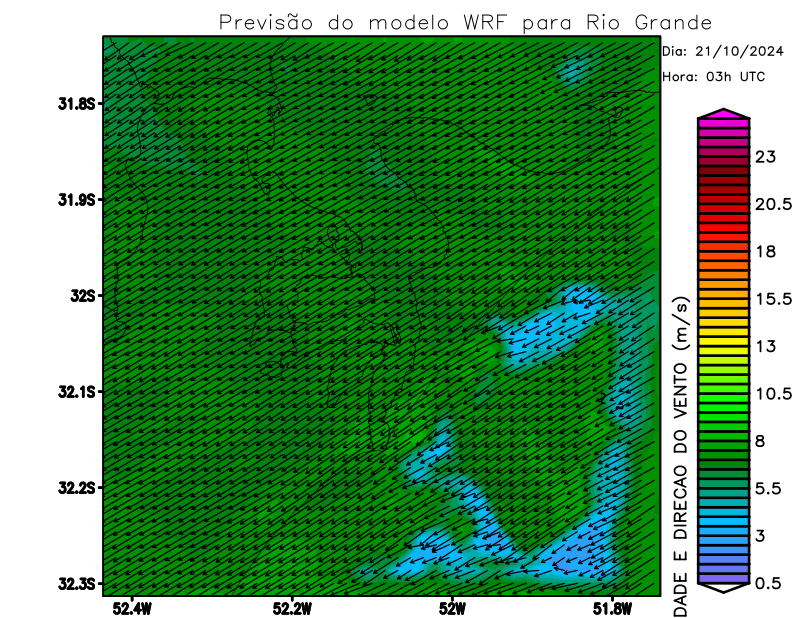 Previsão do modelo WRF para Rio Grande
Dia: 21/10/2024
Hora: 03h UTC
31.8S
31.9S
32S
32.1S
32.2S
32.3S
52.4W
52.2W
52W
51.8W
DADE E DIRECAO DO VENTO (m/s)
23
20.5
18
15.5
13
10.5
8
5.5
3
0.5